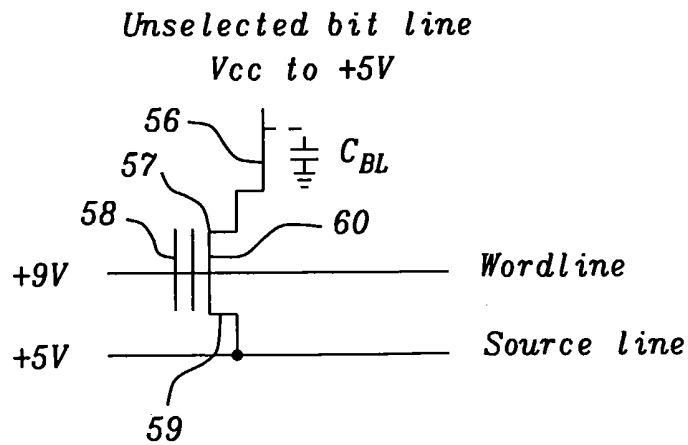 Unselected bit line
Vcc to +5V
56
C_BL
57
58
60
+9V
Wordline
+5V
Source line
59